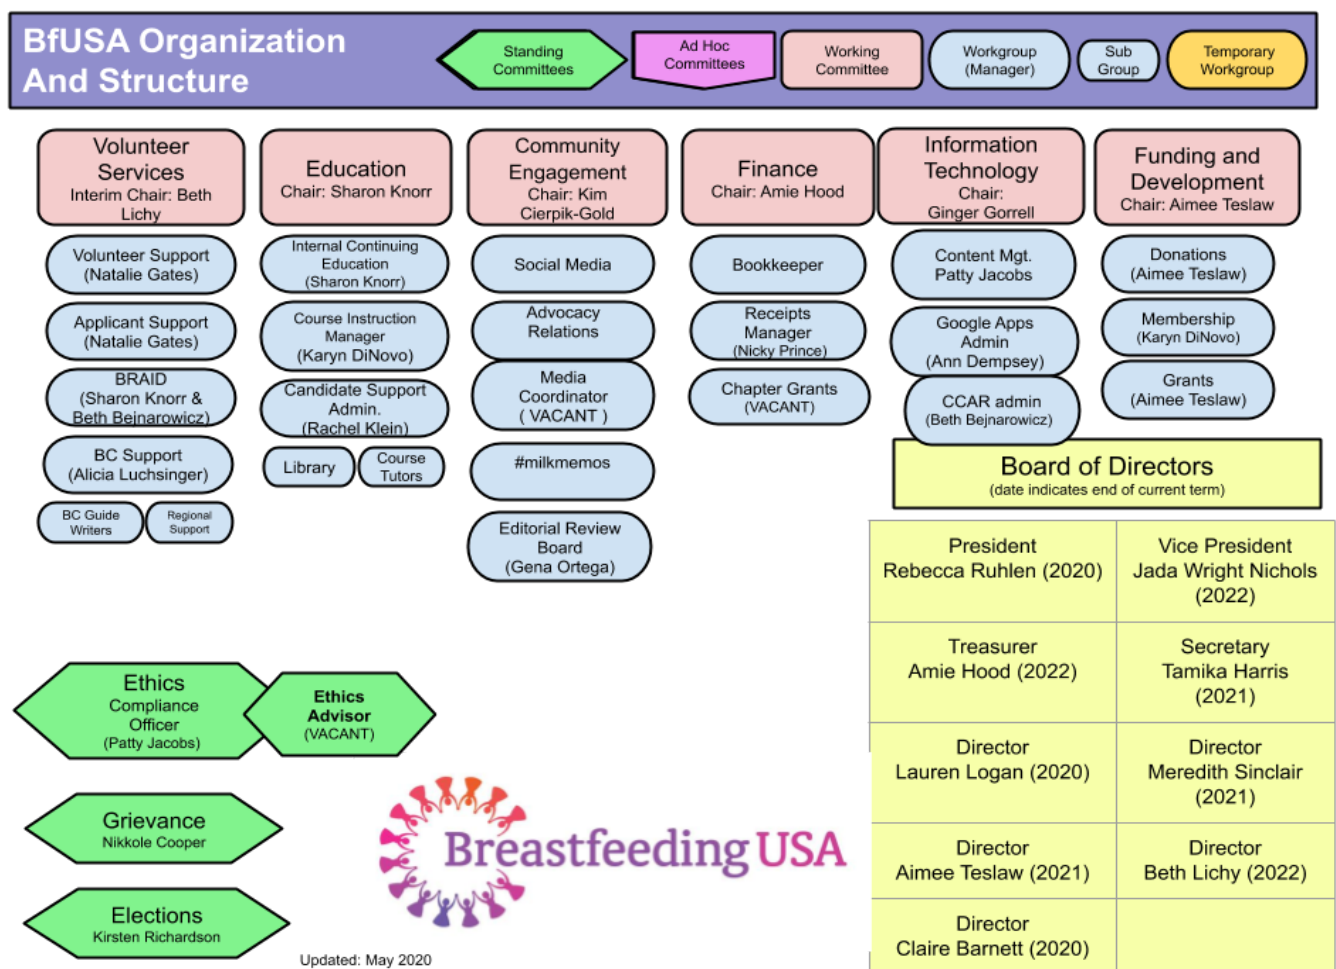 BfUSA Organization
And Structure
Standing
Committees
Ad Hoc
Committees
Working
Committee
Workgroup
(Manager)
Sub
Group
Temporary
Workgroup
Volunteer
Services
Interim Chair: Beth
Lichy
Volunteer Support
(Natalie Gates)
Applicant Support
(Natalie Gates)
BRAID
(Sharon Knorr &
Beth Bejnarowicz)
BC Support
(Alicia Luchsinger)
BC Guide
Writers
Regional
Support
Education
Chair: Sharon Knorr
Internal Continuing
Education
(Sharon Knorr)
Course Instruction
Manager
(Karyn DiNovo)
Candidate Support
Admin.
(Rachel Klein)
Library
Course
Tutors
Community
Engagement
Chair: Kim
Cierpik-Gold
Social Media
Advocacy
Relations
Media
Coordinator
( VACANT )
#milkmemos
Editorial Review
Board
(Gena Ortega)
Finance
Chair: Amie Hood
Bookkeeper
Receipts
Manager
(Nicky Prince)
Chapter Grants
(VACANT)
Information
Technology
Chair:
Ginger Gorrell
Content Mgt.
Patty Jacobs
Google Apps
Admin
(Ann Dempsey)
CCAR admin
(Beth Bejnarowicz)
Funding and
Development
Chair: Aimee Teslaw
Donations
(Aimee Teslaw)
Membership
(Karyn DiNovo)
Grants
(Aimee Teslaw)
Board of Directors
(date indicates end of current term)
President
Rebecca Ruhlen (2020)
Vice President
Jada Wright Nichols
(2022)
Treasurer
Amie Hood (2022)
Secretary
Tamika Harris
(2021)
Director
Lauren Logan (2020)
Director
Meredith Sinclair
(2021)
Director
Aimee Teslaw (2021)
Director
Beth Lichy (2022)
Director
Claire Barnett (2020)
Ethics
Compliance
Officer
(Patty Jacobs)
Ethics
Advisor
(VACANT)
Grievance
Nikkole Cooper
Elections
Kirsten Richardson
Breastfeeding USA
Updated: May 2020